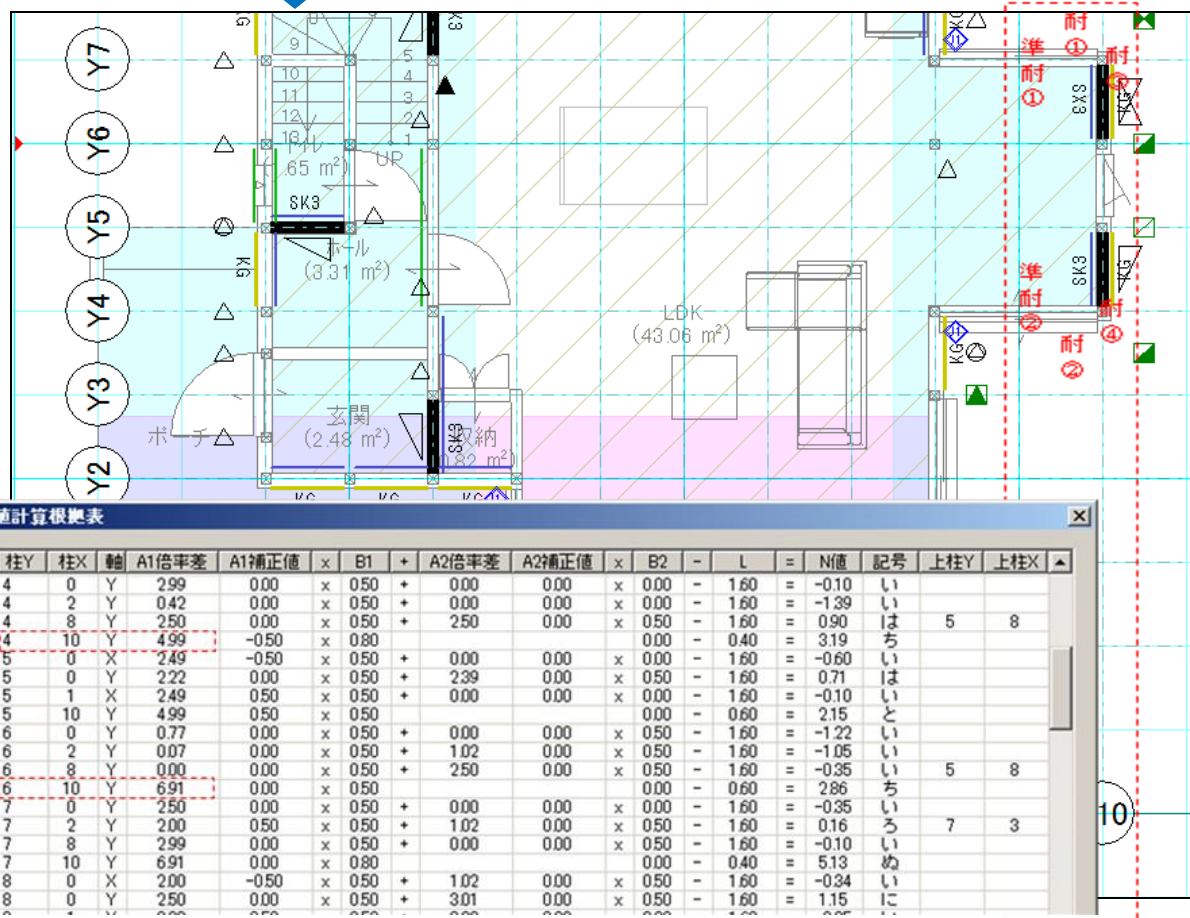 Y7
Y6
Y5
Y4
Y3
Y2
9
10
11
12
13
5
4
3
2
1
トイレ
UP
.65 m²)
SK3
ホール
(3.31 m²)
KG
LDK
(43.06 m²)
玄関
(2.48 m²)
ポーチ
収納
0.82 m²)
SK3
KG
KG
KG
KG
J1
KG
J1
SX3
KG
SK3
KG
耐
①
準
耐
①
耐
③
準
耐
②
耐
④
耐
②
10
値計算根拠表
柱Y 柱X 軸 A1倍率差 A1補正値 x B1 + A2倍率差 A2補正値 x B2 - L = N値 記号 上柱Y 上柱X
4 0 Y 2.99 0.00 x 0.50 + 0.00 0.00 x 0.00 - 1.60 = -0.10 い
4 2 Y 0.42 0.00 x 0.50 + 0.00 0.00 x 0.00 - 1.60 = -1.39 い
4 8 Y 2.50 0.00 x 0.50 + 2.50 0.00 x 0.50 - 1.60 = 0.90 は 5 8
4 10 Y 4.99 -0.50 x 0.80 0.00 - 0.40 = 3.19 ち
5 0 X 2.49 -0.50 x 0.50 + 0.00 0.00 x 0.00 - 1.60 = -0.60 い
5 0 Y 2.22 0.00 x 0.50 + 2.39 0.00 x 0.50 - 1.60 = 0.71 は
5 1 X 2.49 0.50 x 0.50 + 0.00 0.00 x 0.00 - 1.60 = -0.10 い
5 10 Y 4.99 0.50 x 0.50 0.00 - 0.60 = 2.15 と
6 0 Y 0.77 0.00 x 0.50 + 0.00 0.00 x 0.50 - 1.60 = -1.22 い
6 2 Y 0.07 0.00 x 0.50 + 1.02 0.00 x 0.50 - 1.60 = -1.05 い
6 8 Y 0.00 0.00 x 0.50 + 2.50 0.00 x 0.50 - 1.60 = -0.35 い 5 8
6 10 Y 6.91 0.00 x 0.50 0.00 - 0.60 = 2.86 ち
7 0 Y 2.50 0.00 x 0.50 + 0.00 0.00 x 0.00 - 1.60 = -0.35 い
7 2 Y 2.00 0.50 x 0.50 + 1.02 0.00 x 0.50 - 1.60 = 0.16 ろ 7 3
7 8 Y 2.99 0.00 x 0.50 + 0.00 0.00 x 0.50 - 1.60 = -0.10 い
7 10 Y 6.91 0.00 x 0.80 0.00 - 0.40 = 5.13 ぬ
8 0 X 2.00 -0.50 x 0.50 + 1.02 0.00 x 0.50 - 1.60 = -0.34 い
8 0 Y 2.50 0.00 x 0.50 + 3.01 0.00 x 0.50 - 1.60 = 1.15 に